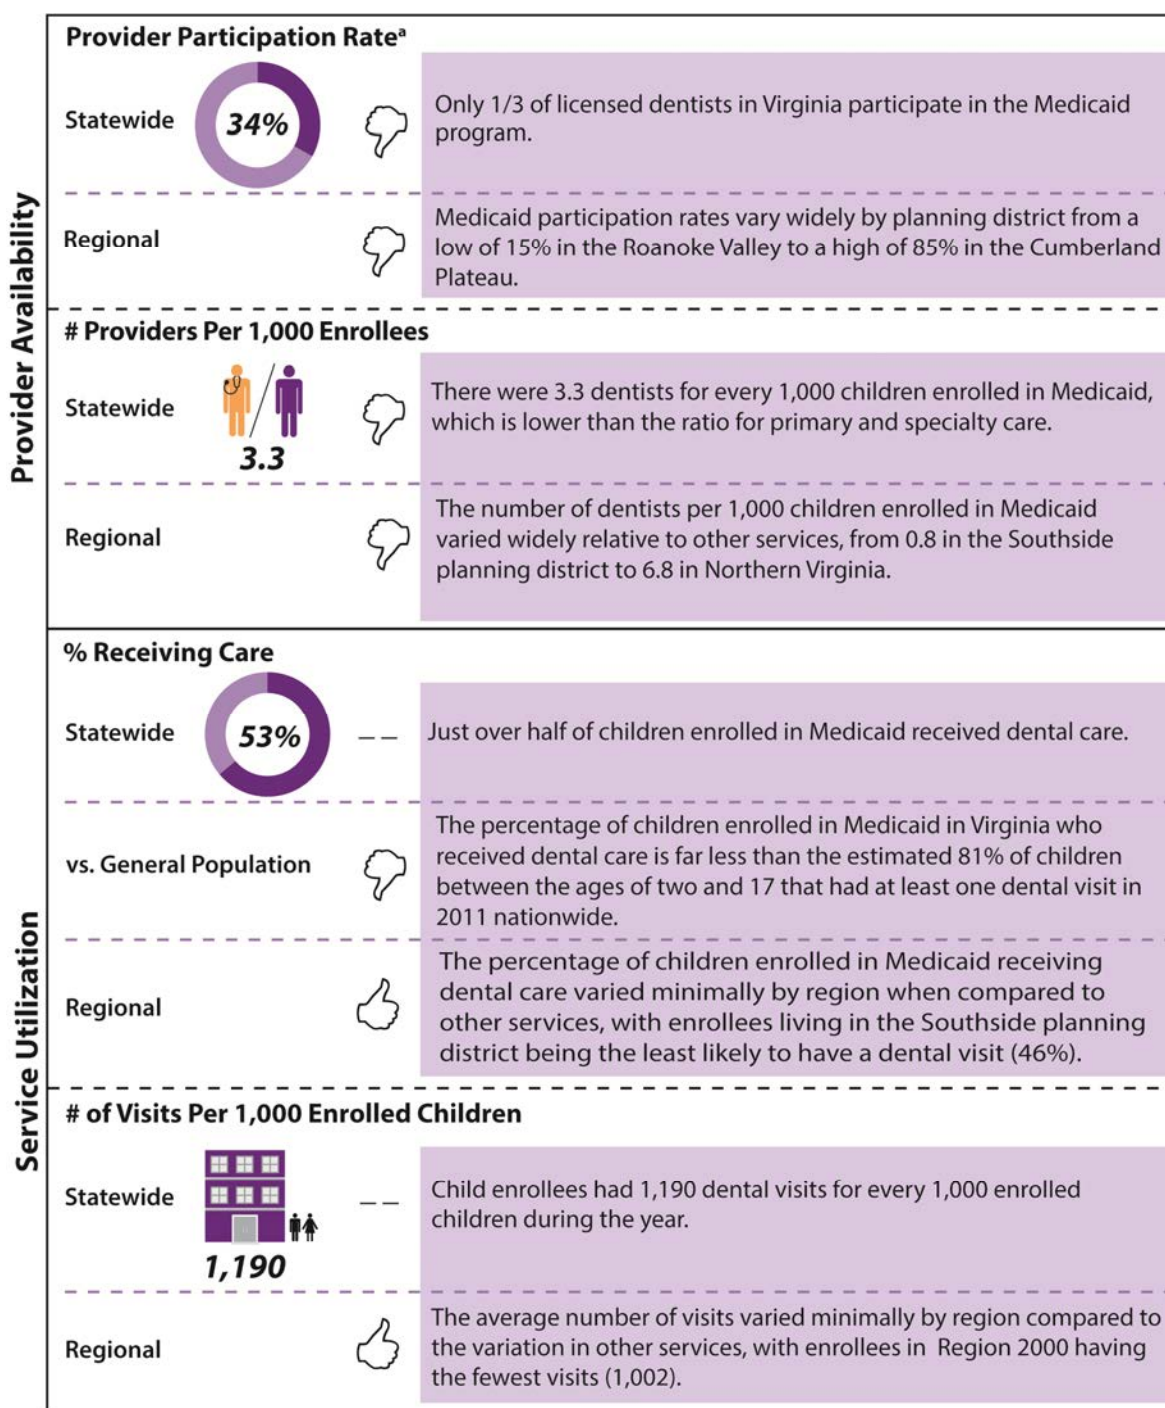 Provider Availability
Provider Participation Rateᵃ
Statewide
34%
Only 1/3 of licensed dentists in Virginia participate in the Medicaid
program.
Regional
Medicaid participation rates vary widely by planning district from a
low of 15% in the Roanoke Valley to a high of 85% in the Cumberland
Plateau.
# Providers Per 1,000 Enrollees
Statewide
3.3
There were 3.3 dentists for every 1,000 children enrolled in Medicaid,
which is lower than the ratio for primary and specialty care.
Regional
The number of dentists per 1,000 children enrolled in Medicaid
varied widely relative to other services, from 0.8 in the Southside
planning district to 6.8 in Northern Virginia.
Service Utilization
% Receiving Care
Statewide
53%
__ __
Just over half of children enrolled in Medicaid received dental care.
vs. General Population
The percentage of children enrolled in Medicaid in Virginia who
received dental care is far less than the estimated 81% of children
between the ages of two and 17 that had at least one dental visit in
2011 nationwide.
Regional
The percentage of children enrolled in Medicaid receiving
dental care varied minimally by region when compared to
other services, with enrollees living in the Southside planning
district being the least likely to have a dental visit (46%).
# of Visits Per 1,000 Enrolled Children
Statewide
1,190
__ __
Child enrollees had 1,190 dental visits for every 1,000 enrolled
children during the year.
Regional
The average number of visits varied minimally by region compared to
the variation in other services, with enrollees in Region 2000 having
the fewest visits (1,002).